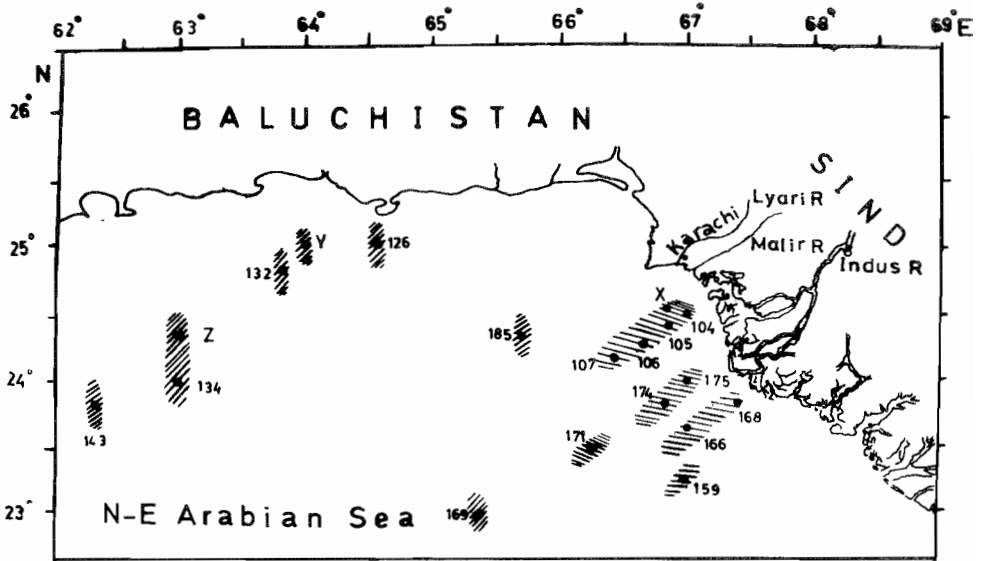 62° 63° 64° 65° 66° 67° 68° 69° E
N
26°
BALUCHISTAN
SIND
Lyari R
Karachi
Malir R
Indus R
25°
Y
126
132
X
104
Z
185
105
106
107
24°
134
175
174
168
143
171
166
159
23°
N-E Arabian Sea
169